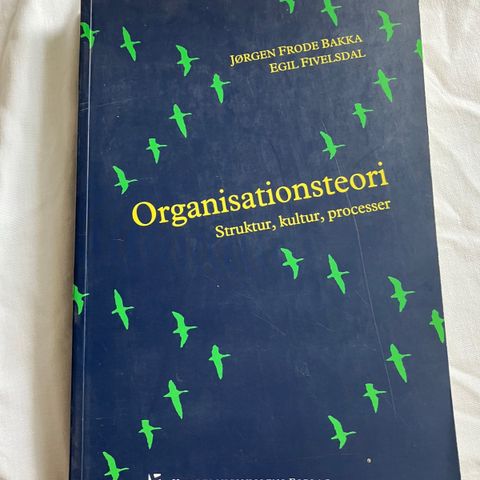 JØRGEN FRODE BAKKA
EGIL FIVELSDAL
Organisationsteori
Struktur, kultur, processer